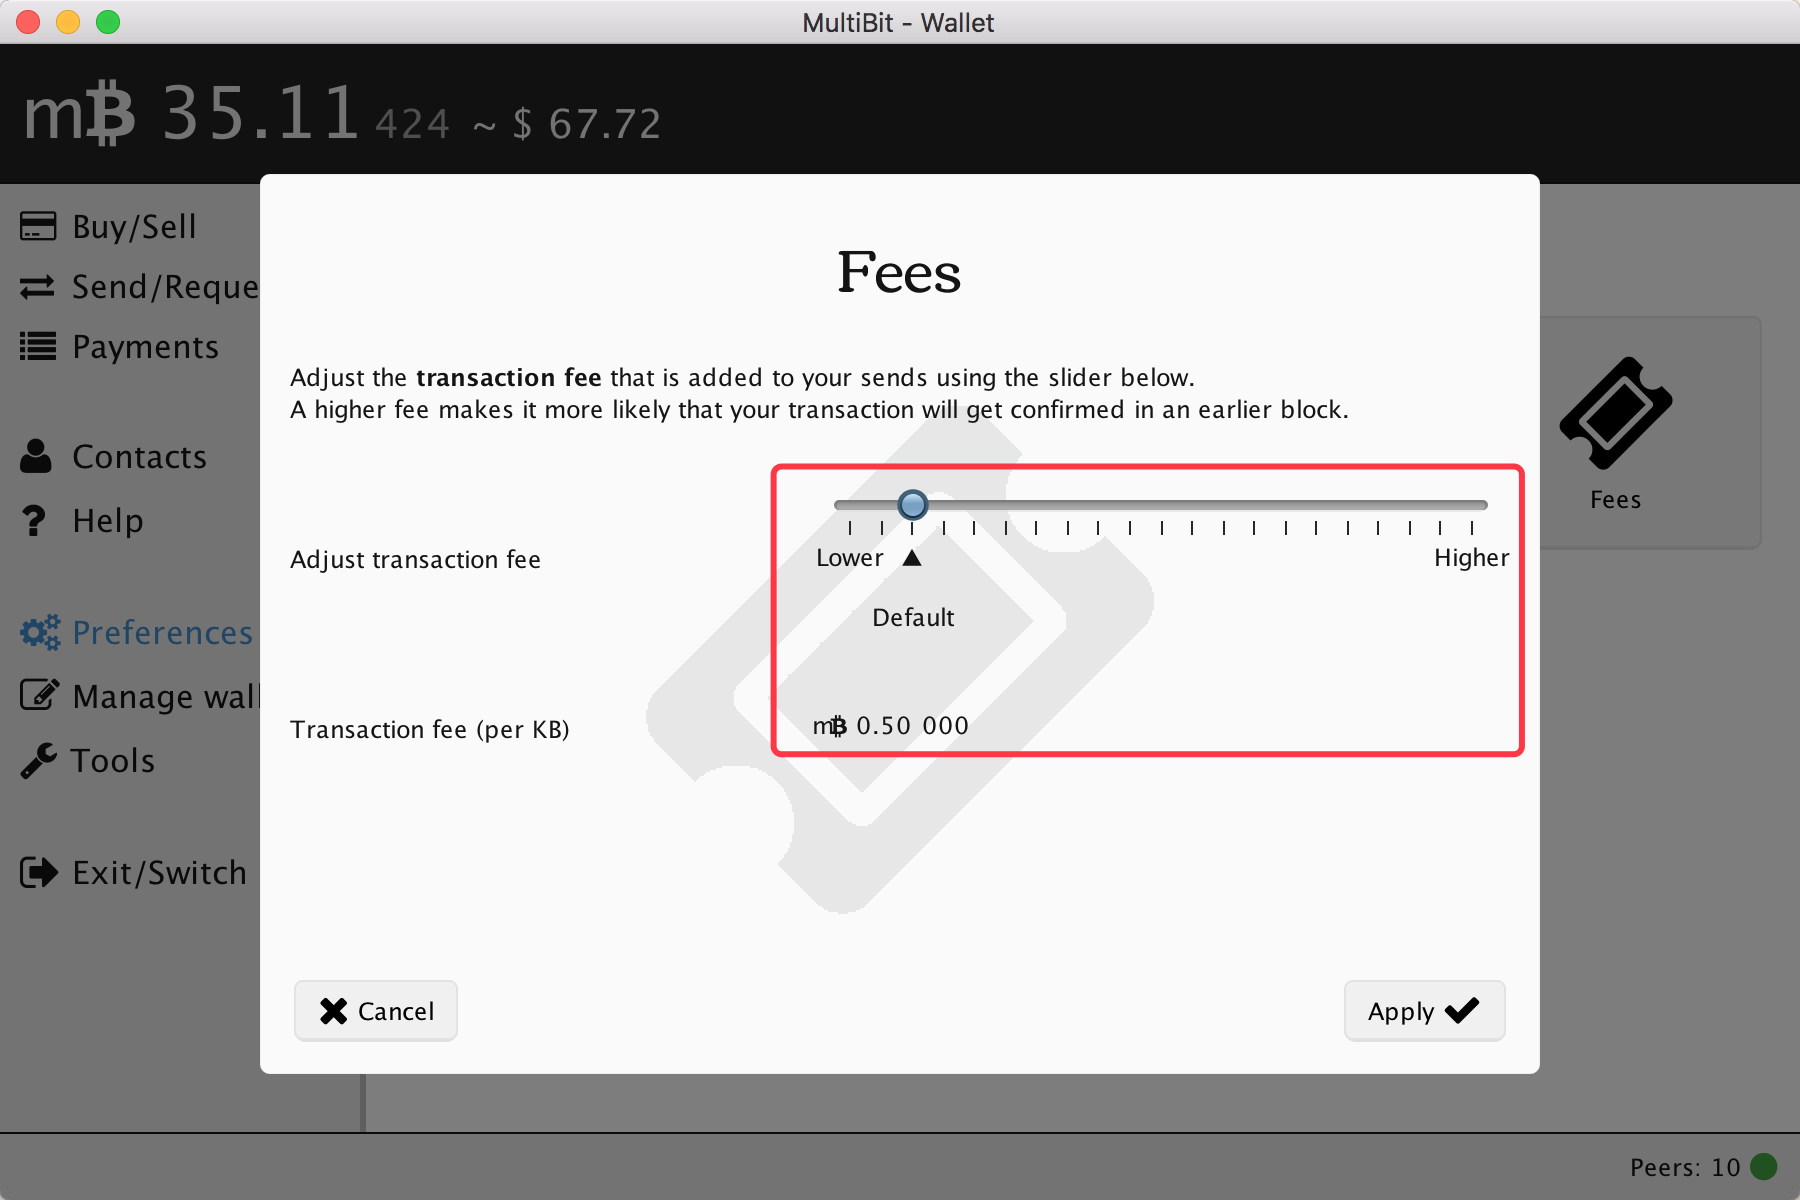 MultiBit - Wallet
m₿ 35.11 424 ~ $ 67.72
Buy/Sell
Send/Reque
Payments
Contacts
Help
Preferences
Manage wall
Tools
Exit/Switch
Fees
Adjust the transaction fee that is added to your sends using the slider below.
A higher fee makes it more likely that your transaction will get confirmed in an earlier block.
Adjust transaction fee
Lower ▲ Higher
Default
Transaction fee (per KB)
m₿ 0.50 000
Cancel
Apply
Fees
Peers: 10